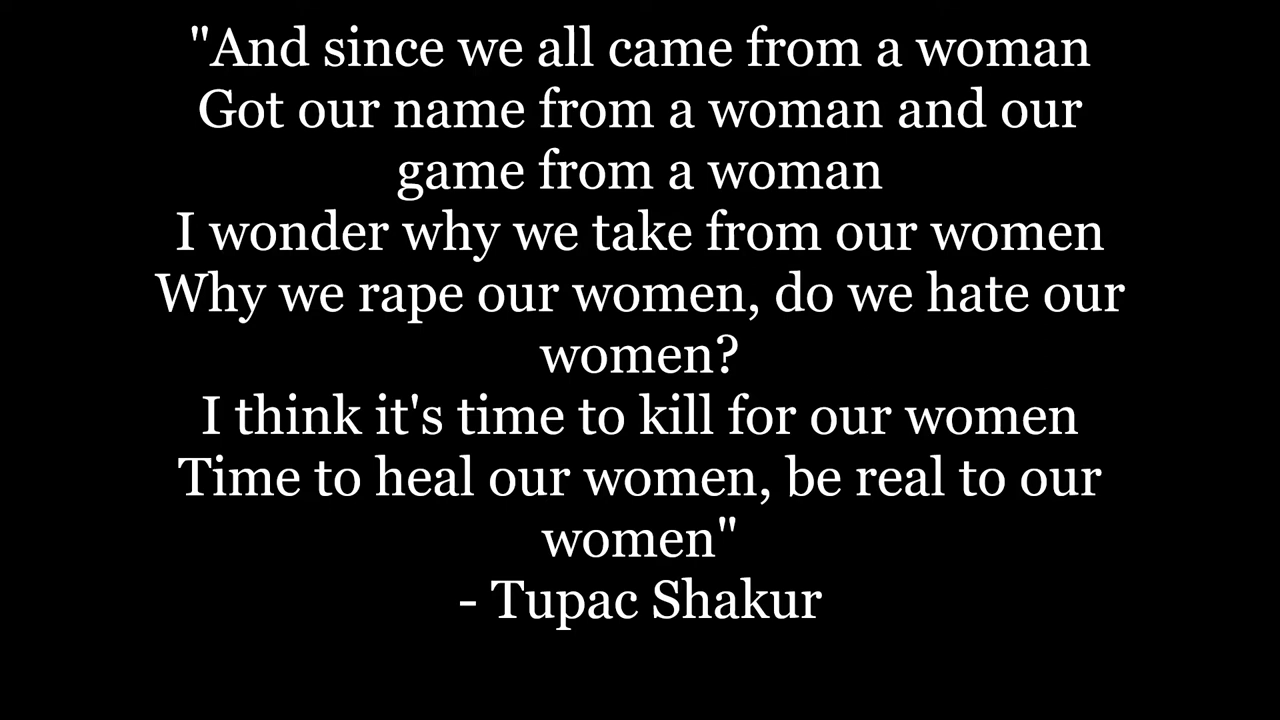 "And since we all came from a woman
Got our name from a woman and our
game from a woman
I wonder why we take from our women
Why we rape our women, do we hate our
women?
I think it's time to kill for our women
Time to heal our women, be real to our
women"
- Tupac Shakur